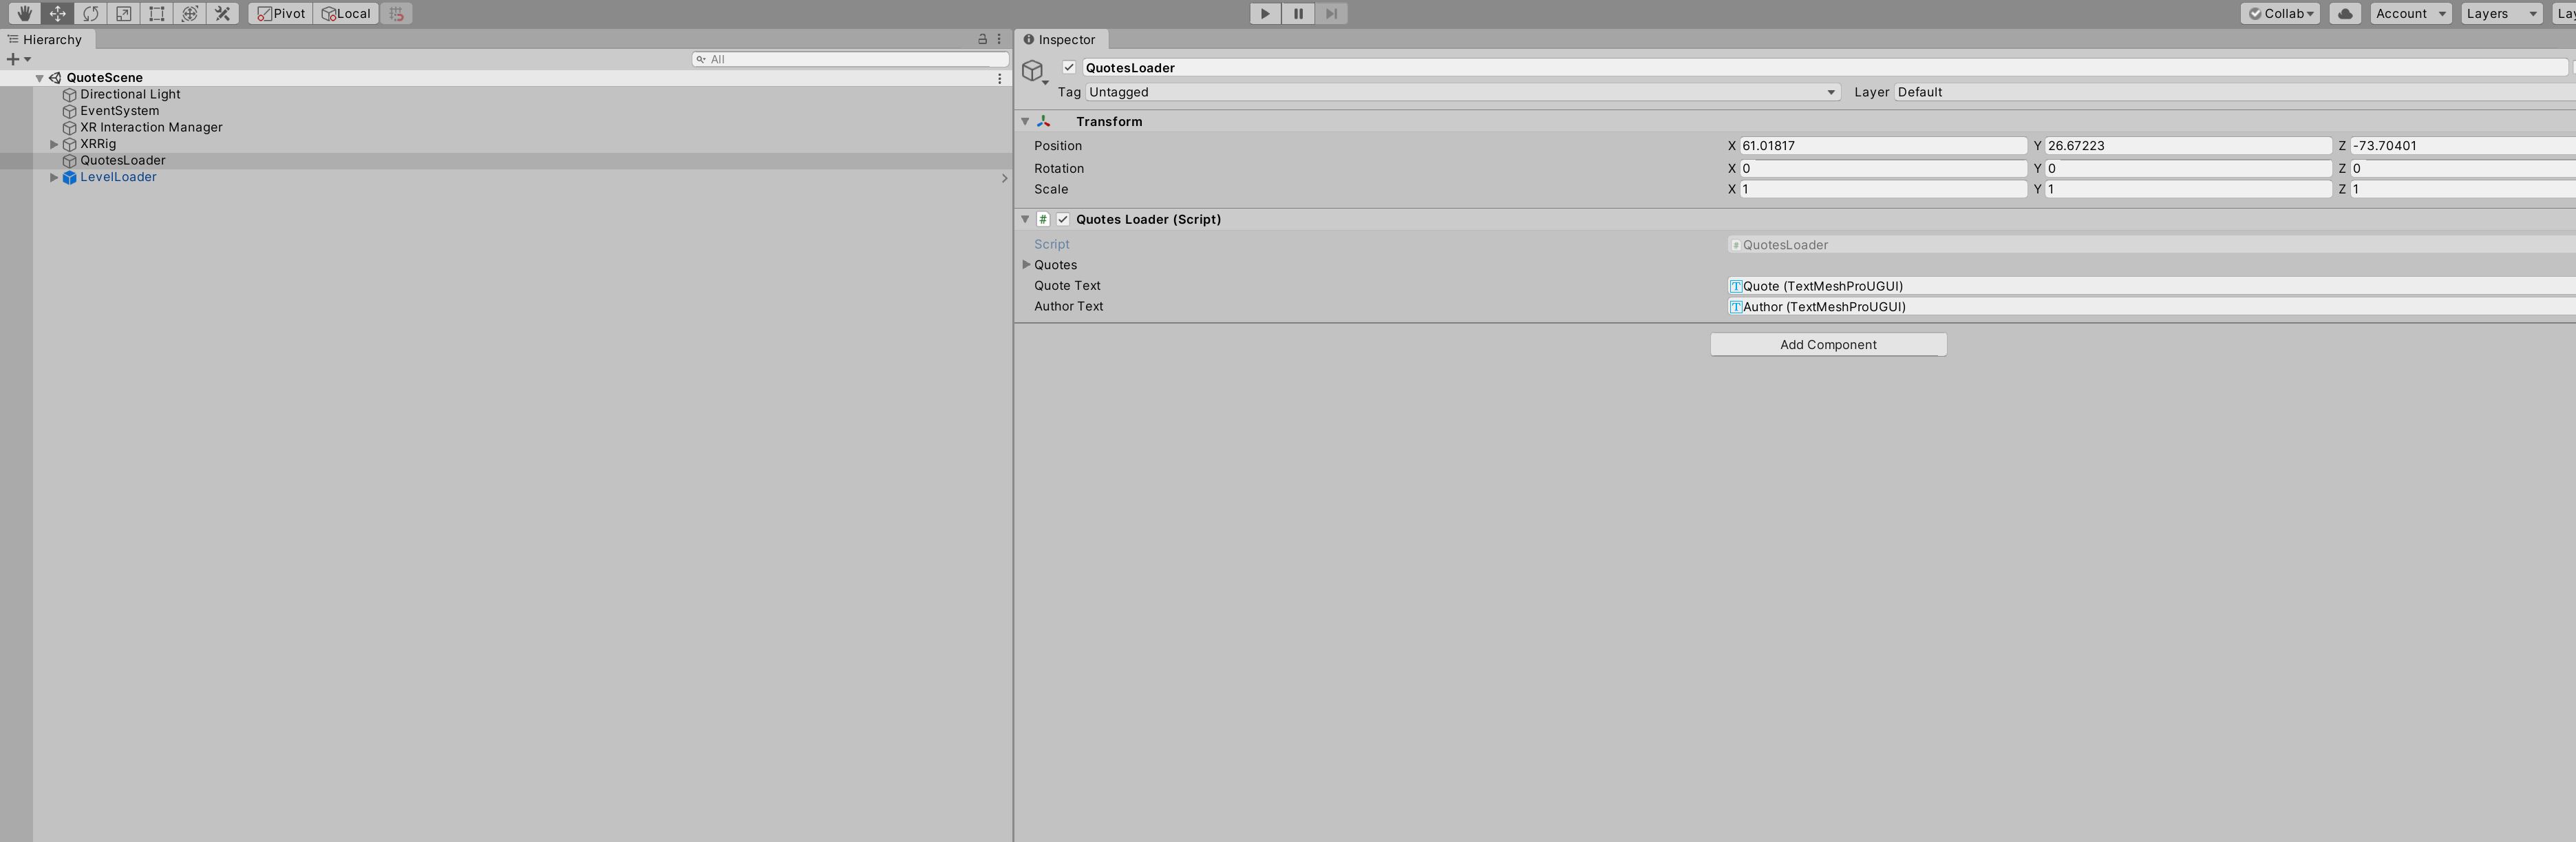 Pivot Local Collab Account Layers La
Hierarchy
All
QuoteScene
Directional Light
EventSystem
XR Interaction Manager
XRRig
QuotesLoader
LevelLoader
Inspector
QuotesLoader
Tag Untagged Layer Default
Transform
Position X 61.01817 Y 26.67223 Z -73.70401
Rotation X 0 Y 0 Z 0
Scale X 1 Y 1 Z 1
# Quotes Loader (Script)
Script QuotesLoader
Quotes
Quote Text Quote (TextMeshProUGUI)
Author Text Author (TextMeshProUGUI)
Add Component